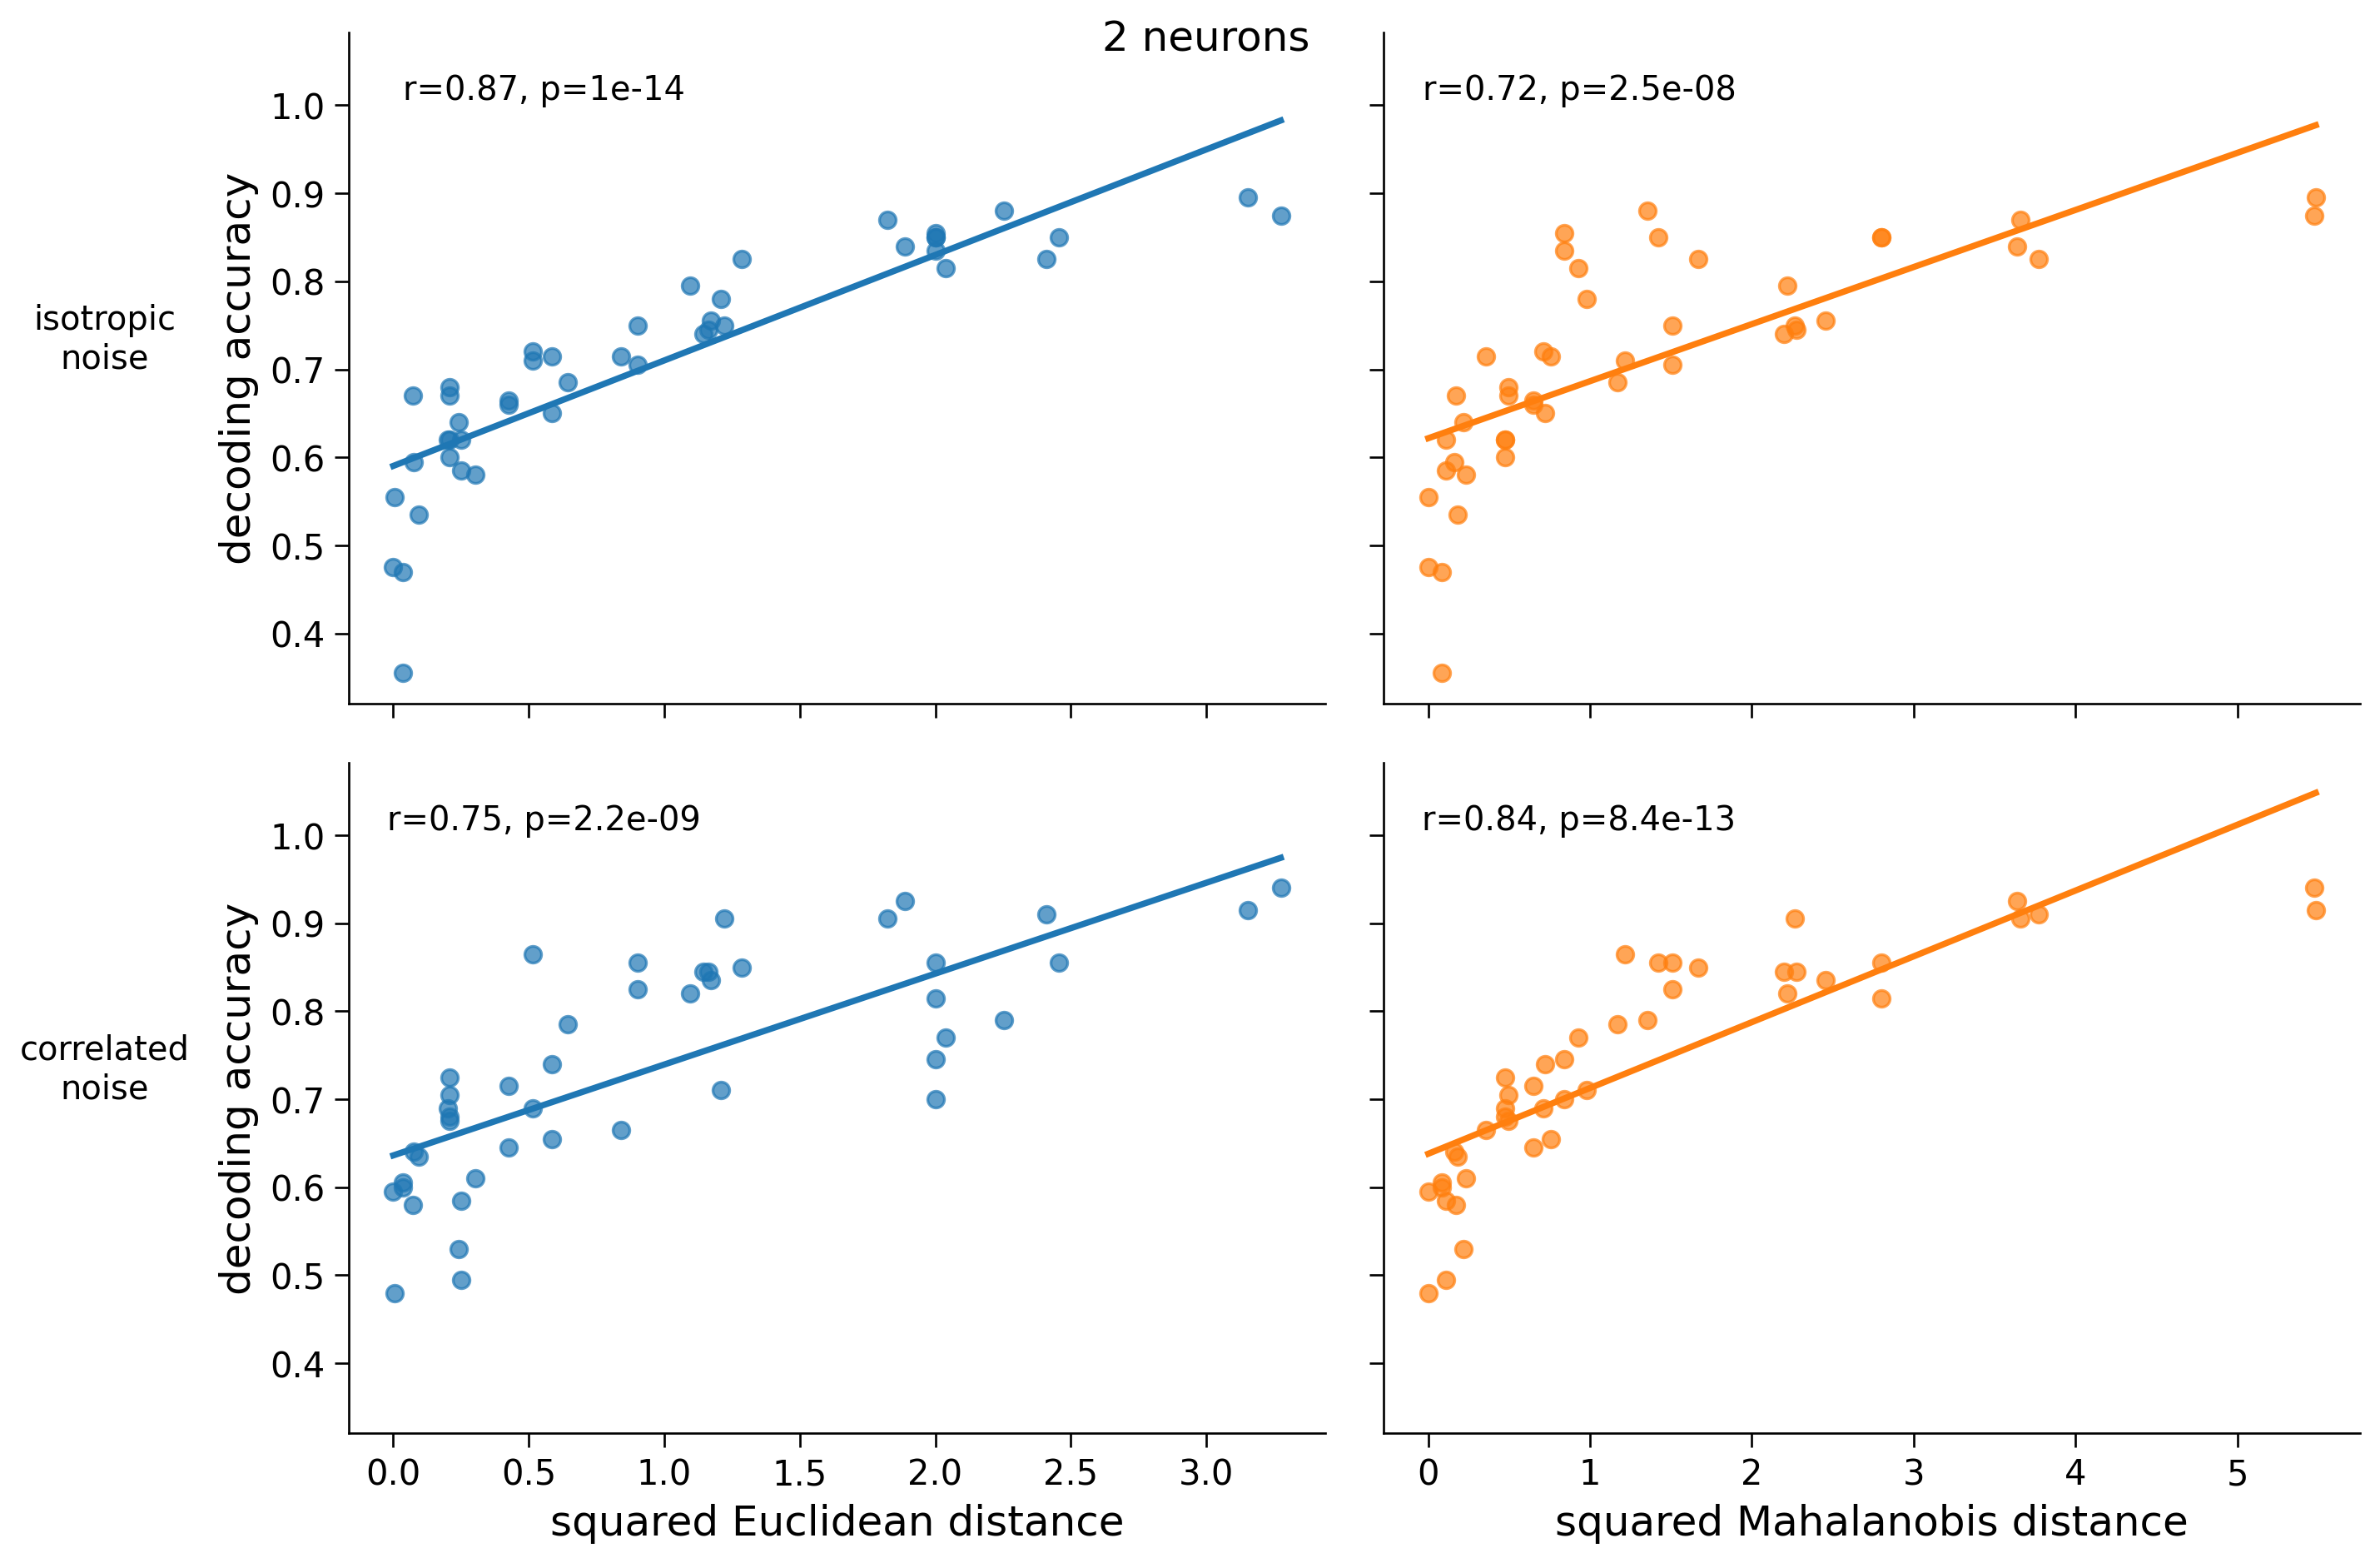 2 neurons
r=0.87, p=1e-14
r=0.72, p=2.5e-08
isotropic
noise
decoding accuracy
1.0
0.9
0.8
0.7
0.6
0.5
0.4
r=0.75, p=2.2e-09
r=0.84, p=8.4e-13
correlated
noise
decoding accuracy
1.0
0.9
0.8
0.7
0.6
0.5
0.4
0.0 0.5 1.0 1.5 2.0 2.5 3.0
0 1 2 3 4 5
squared Euclidean distance
squared Mahalanobis distance